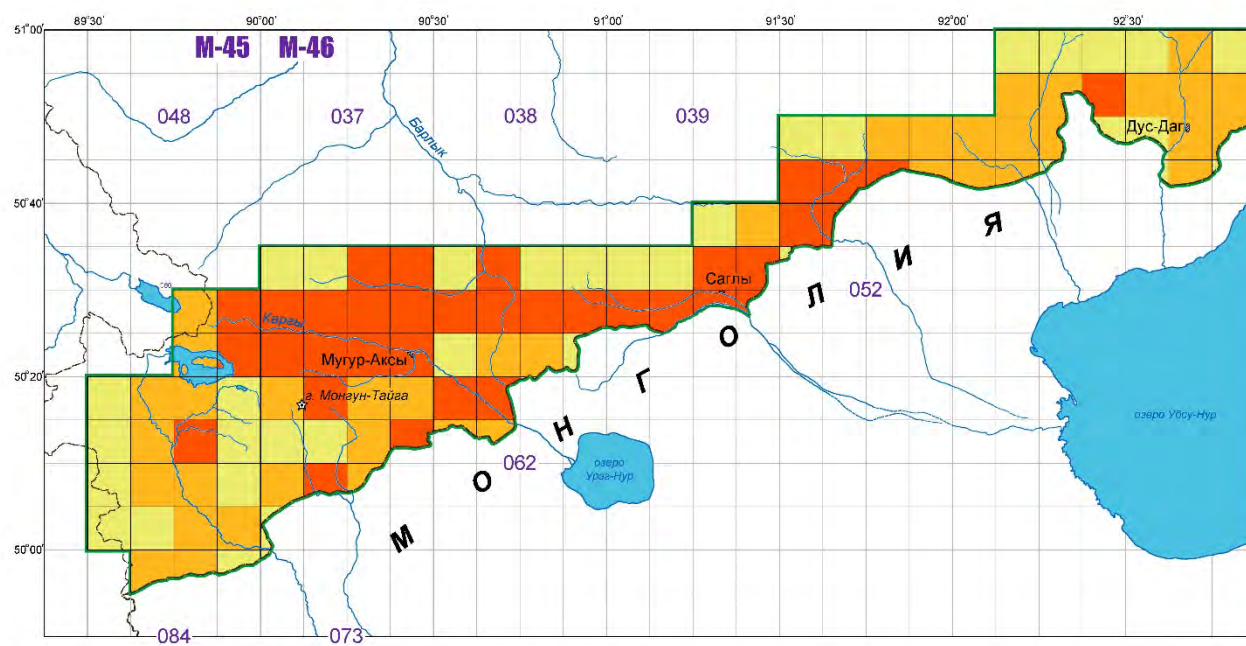 89°30' 90°00' 90°30' 91°00' 91°30' 92°00' 92°30'
51°00'
M-45 M-46
048 037 038 039
Барлык
Дус-Даг
50°40'
МОНГОЛИЯ
Саглы
052
Каргы
Мугур-Аксы
50°20'
г. Монгун-Тайга
озеро Убсу-Нур
062
озеро
Урэг-Нур
50°00'
084 073